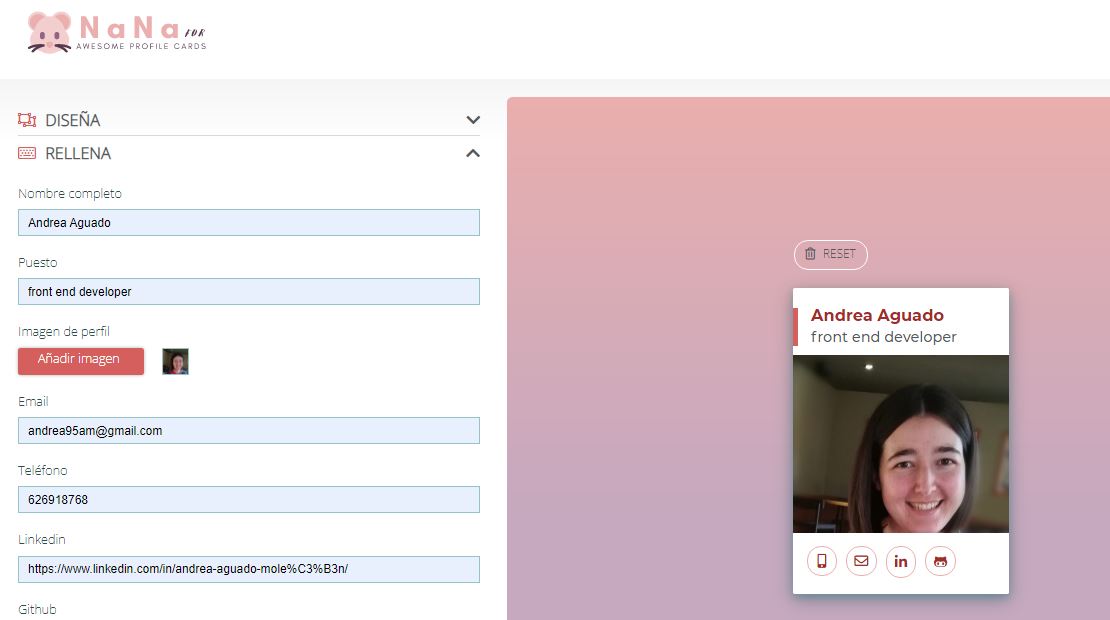 NaNa FOR
AWESOME PROFILE CARDS
DISEÑA
RELLENA
Nombre completo
Andrea Aguado
Puesto
front end developer
Imagen de perfil
Añadir imagen
Email
andrea95am@gmail.com
Teléfono
626918768
Linkedin
https://www.linkedin.com/in/andrea-aguado-mole%C3%B3n/
Github
RESET
Andrea Aguado
front end developer
in